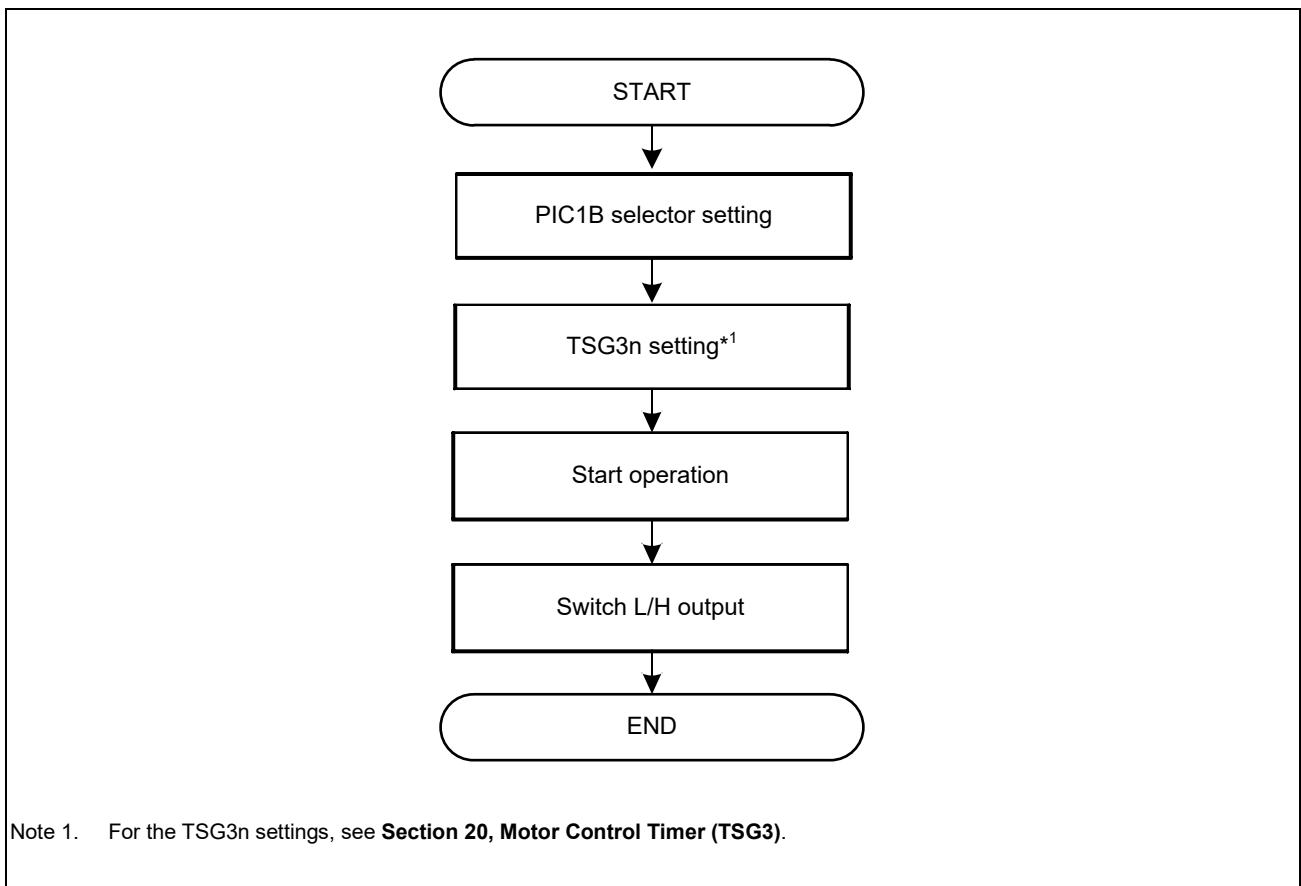 START
PIC1B selector setting
TSG3n setting*1
Start operation
Switch L/H output
END
Note 1. For the TSG3n settings, see Section 20, Motor Control Timer (TSG3).